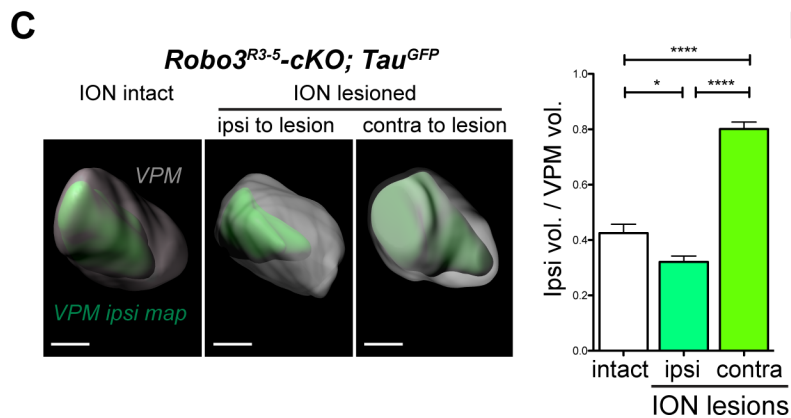 C
Robo3R3-5-cKO; TauGFP
ION intact
ION lesioned
ipsi to lesion
contra to lesion
VPM
VPM ipsi map
Ipsi vol. / VPM vol.
1.0
0.8
0.6
0.4
0.2
0.0
****
*
****
intact
ipsi
contra
ION lesions